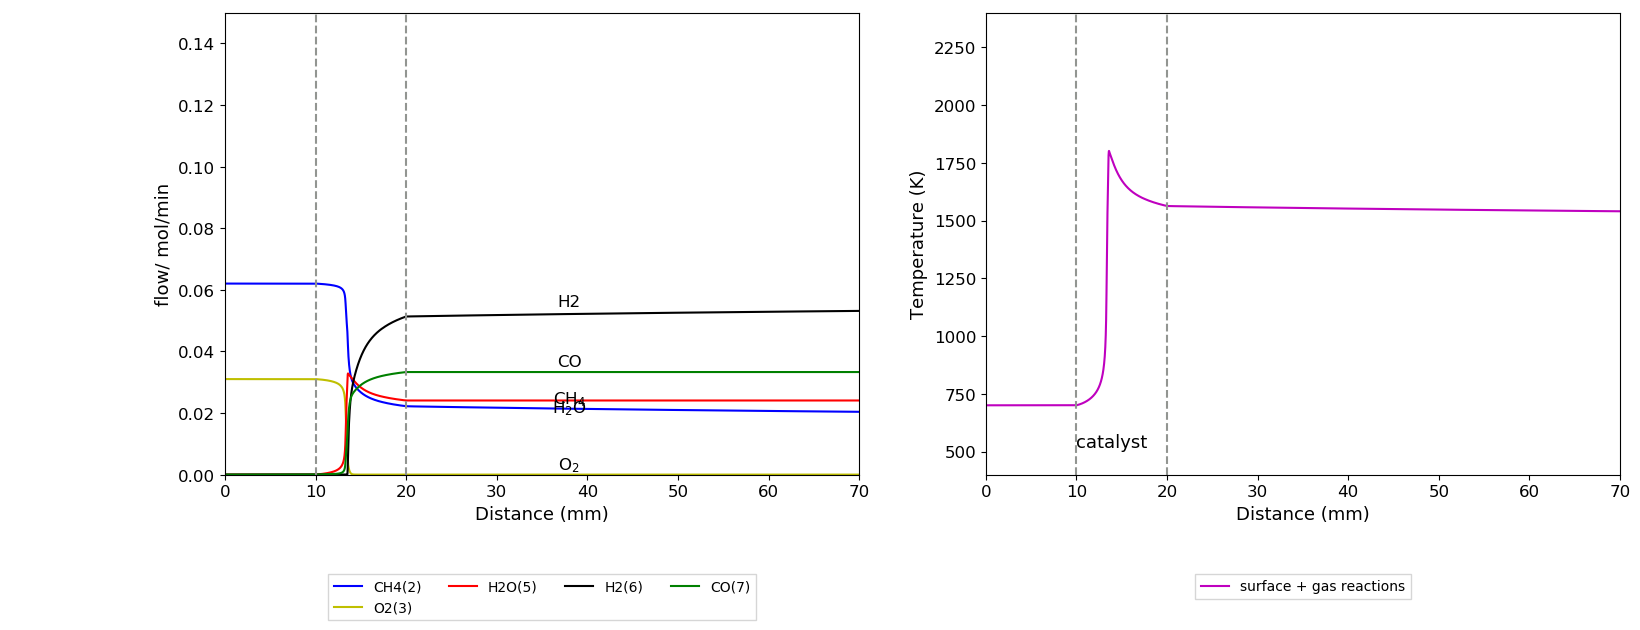 flow/ mol/min
0.14
0.12
0.10
0.08
0.06
0.04
0.02
0.00
H2
CO
CH₄
H₂O
O₂
0 10 20 30 40 50 60 70
Distance (mm)
CH4(2) H2O(5) H2(6) CO(7)
O2(3)
Temperature (K)
2250
2000
1750
1500
1250
1000
750
500
catalyst
0 10 20 30 40 50 60 70
Distance (mm)
surface + gas reactions